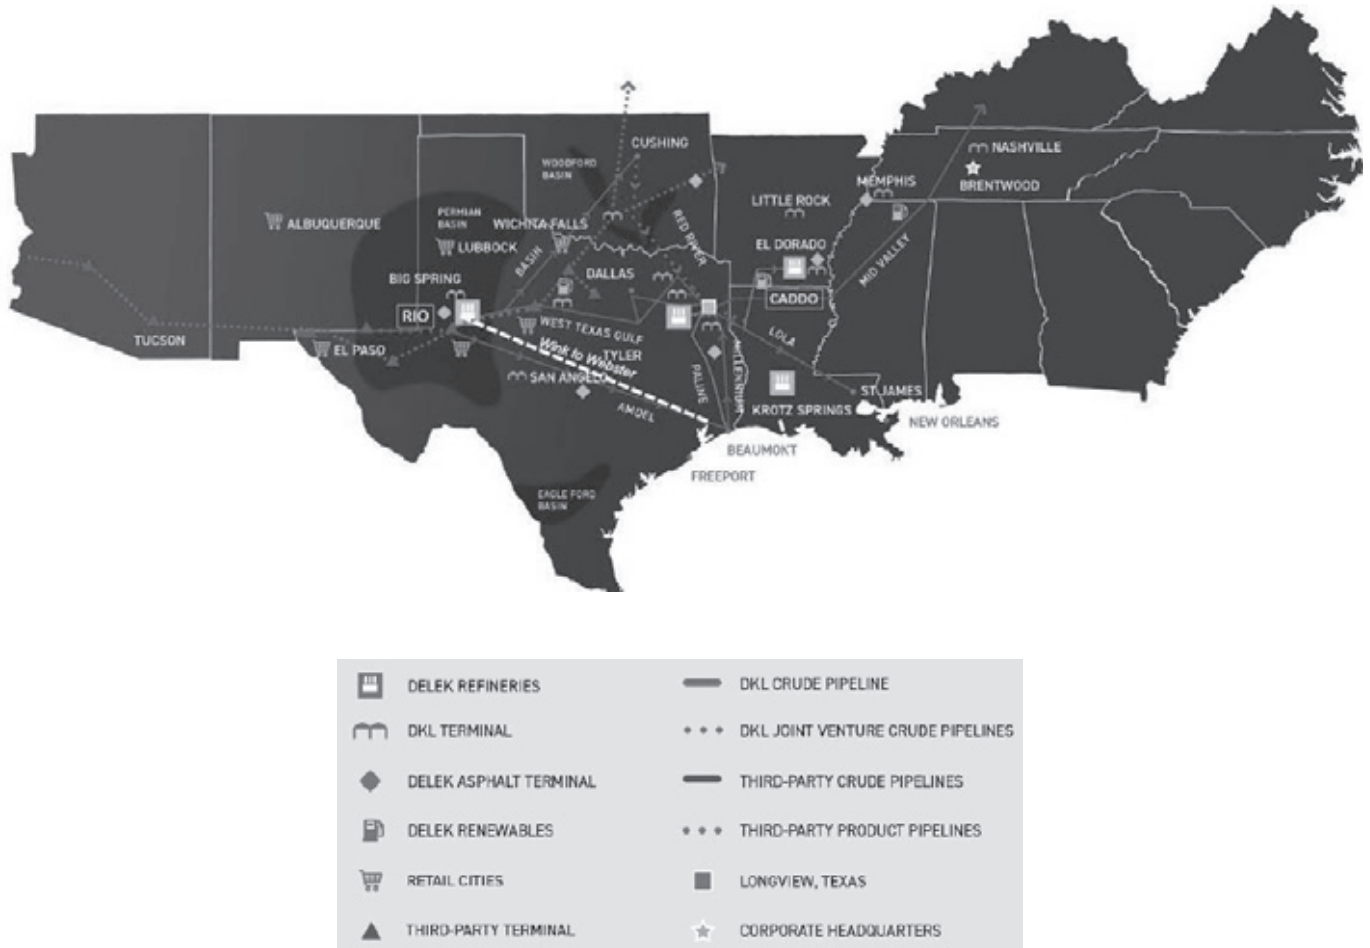 CUSHING
NASHVILLE
WOODFORD
BASIN
MEMPHIS
BRENTWOOD
LITTLE ROCK
PERMIAN
BASIN
WICHITA FALLS
ALBUQUERQUE
RED RIVER
LUBBOCK
EL DORADO
BASIN
MID VALLEY
DALLAS
BIG SPRING
CADDO
RIO
WEST TEXAS GULF
LOLA
TUCSON
EL PASO
Wink to Webster
TYLER
SAN ANGELO
PALINE
ST JAMES
AMDEL
KROTZ SPRINGS
NEW ORLEANS
BEAUMONT
FREEPORT
EAGLE FORD
BASIN
DELEK REFINERIES
DKL CRUDE PIPELINE
DKL TERMINAL
DKL JOINT VENTURE CRUDE PIPELINES
DELEK ASPHALT TERMINAL
THIRD-PARTY CRUDE PIPELINES
DELEK RENEWABLES
THIRD-PARTY PRODUCT PIPELINES
RETAIL CITIES
LONGVIEW, TEXAS
THIRD-PARTY TERMINAL
CORPORATE HEADQUARTERS